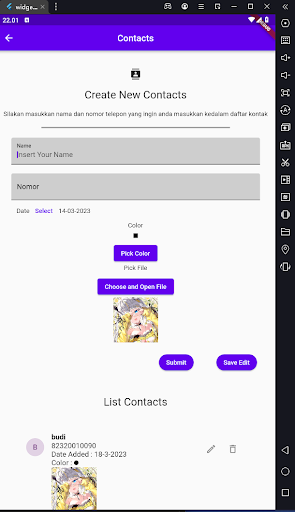 widge...
22.01
Contacts
Create New Contacts
Silakan masukkan nama dan nomor telepon yang ingin anda masukkan kedalam daftar kontak
Name
Insert Your Name
Nomor
Date Select 14-03-2023
Color
Pick Color
Pick File
Choose and Open File
Submit Save Edit
List Contacts
B
budi
82320010090
Date Added : 18-3-2023
Color :